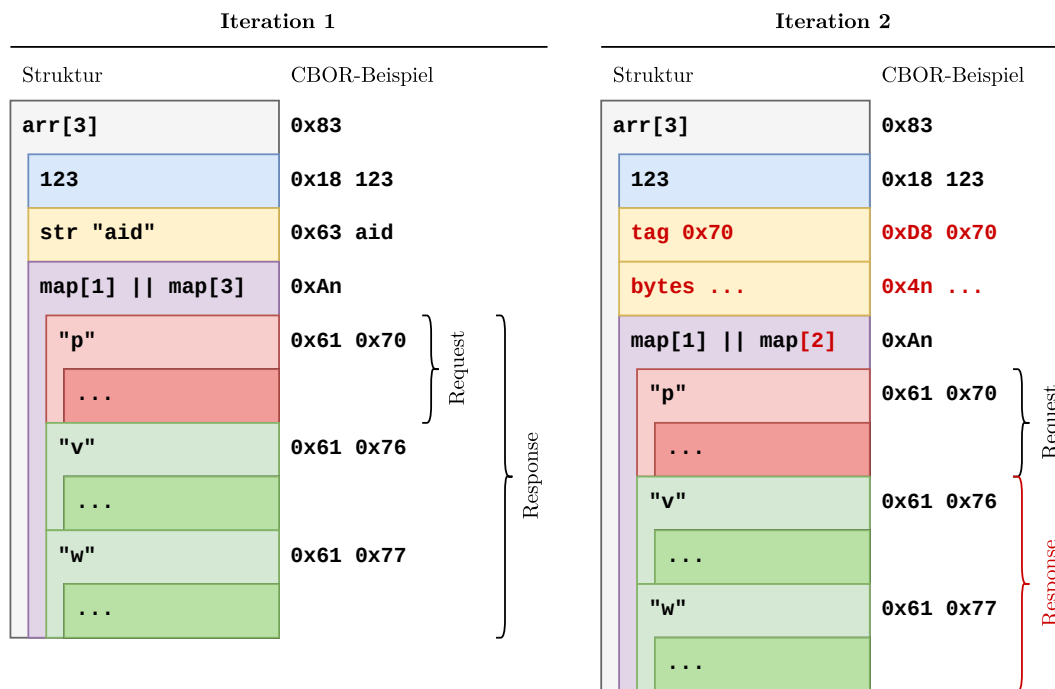 Iteration 1
Struktur CBOR-Beispiel
arr[3] 0x83
123 0x18 123
str "aid" 0x63 aid
map[1] || map[3] 0xAn
"p" 0x61 0x70
...
Request
"v" 0x61 0x76
...
Response
"w" 0x61 0x77
...
Iteration 2
Struktur CBOR-Beispiel
arr[3] 0x83
123 0x18 123
tag 0x70 0xD8 0x70
bytes ... 0x4n ...
map[1] || map[2] 0xAn
"p" 0x61 0x70
...
Request
"v" 0x61 0x76
...
Response
"w" 0x61 0x77
...